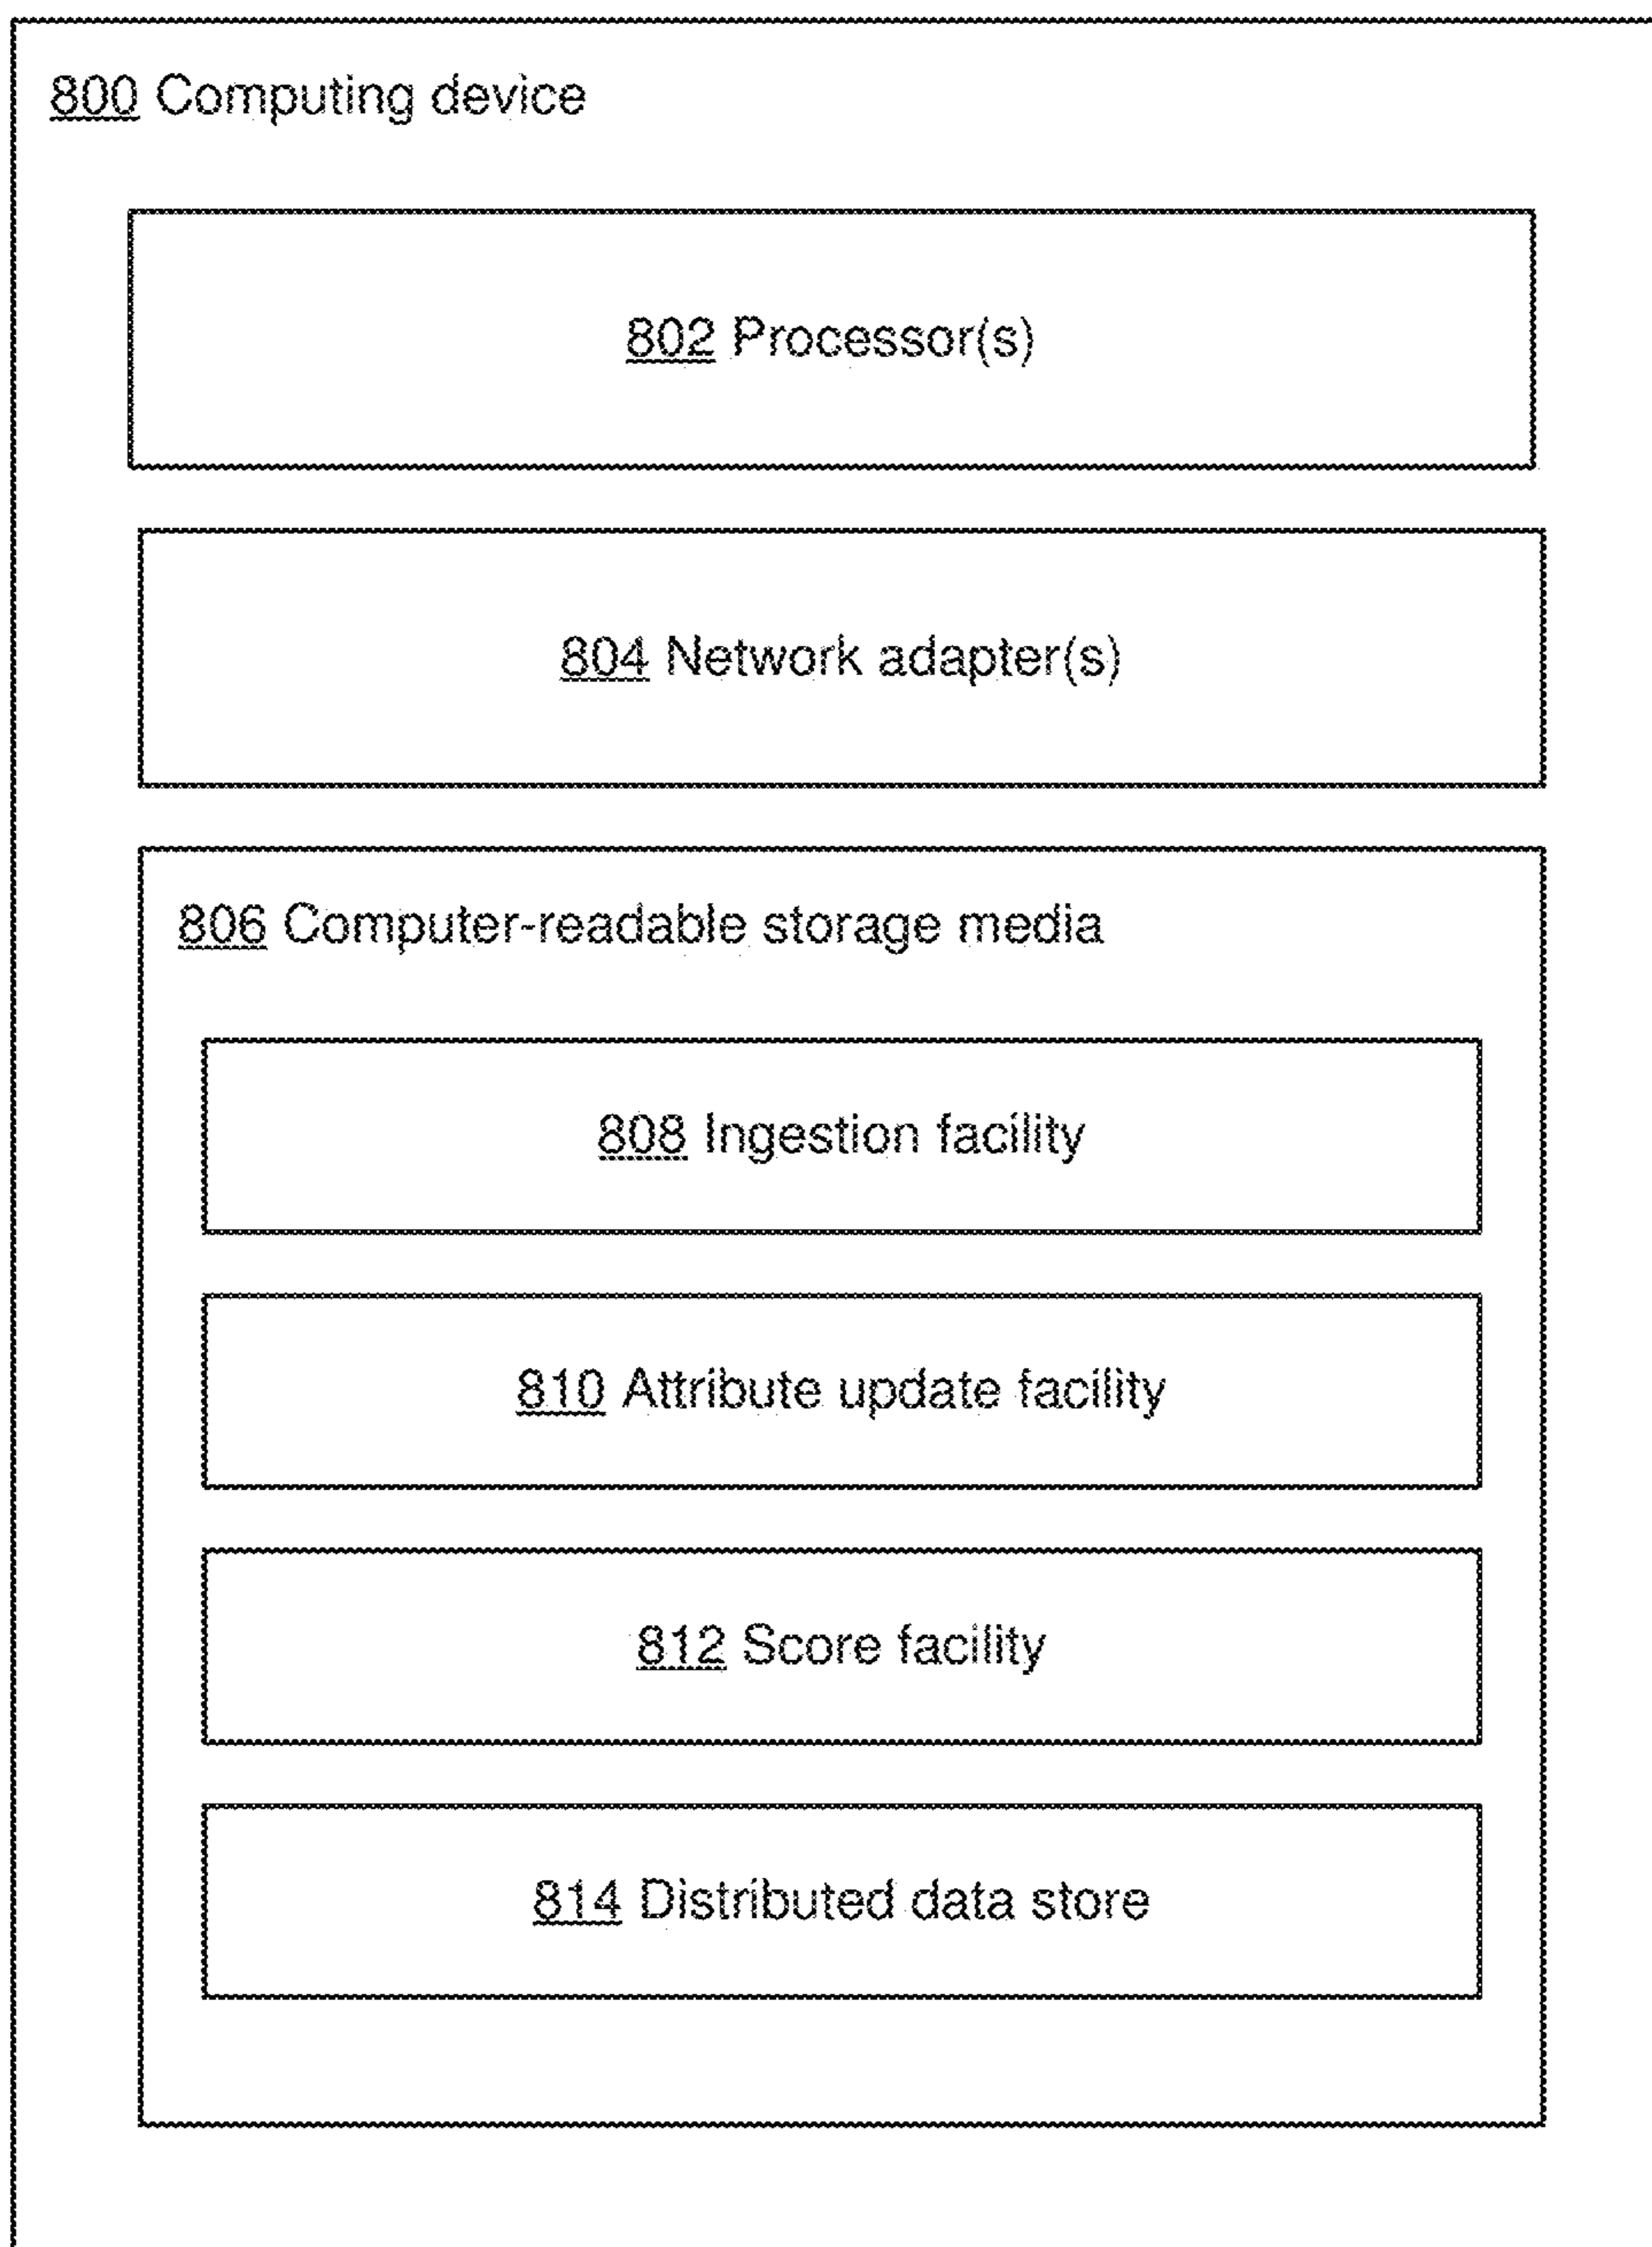 800 Computing device
802 Processor(s)
804 Network adapter(s)
806 Computer-readable storage media
808 Ingestion facility
810 Attribute update facility
812 Score facility
814 Distributed data store